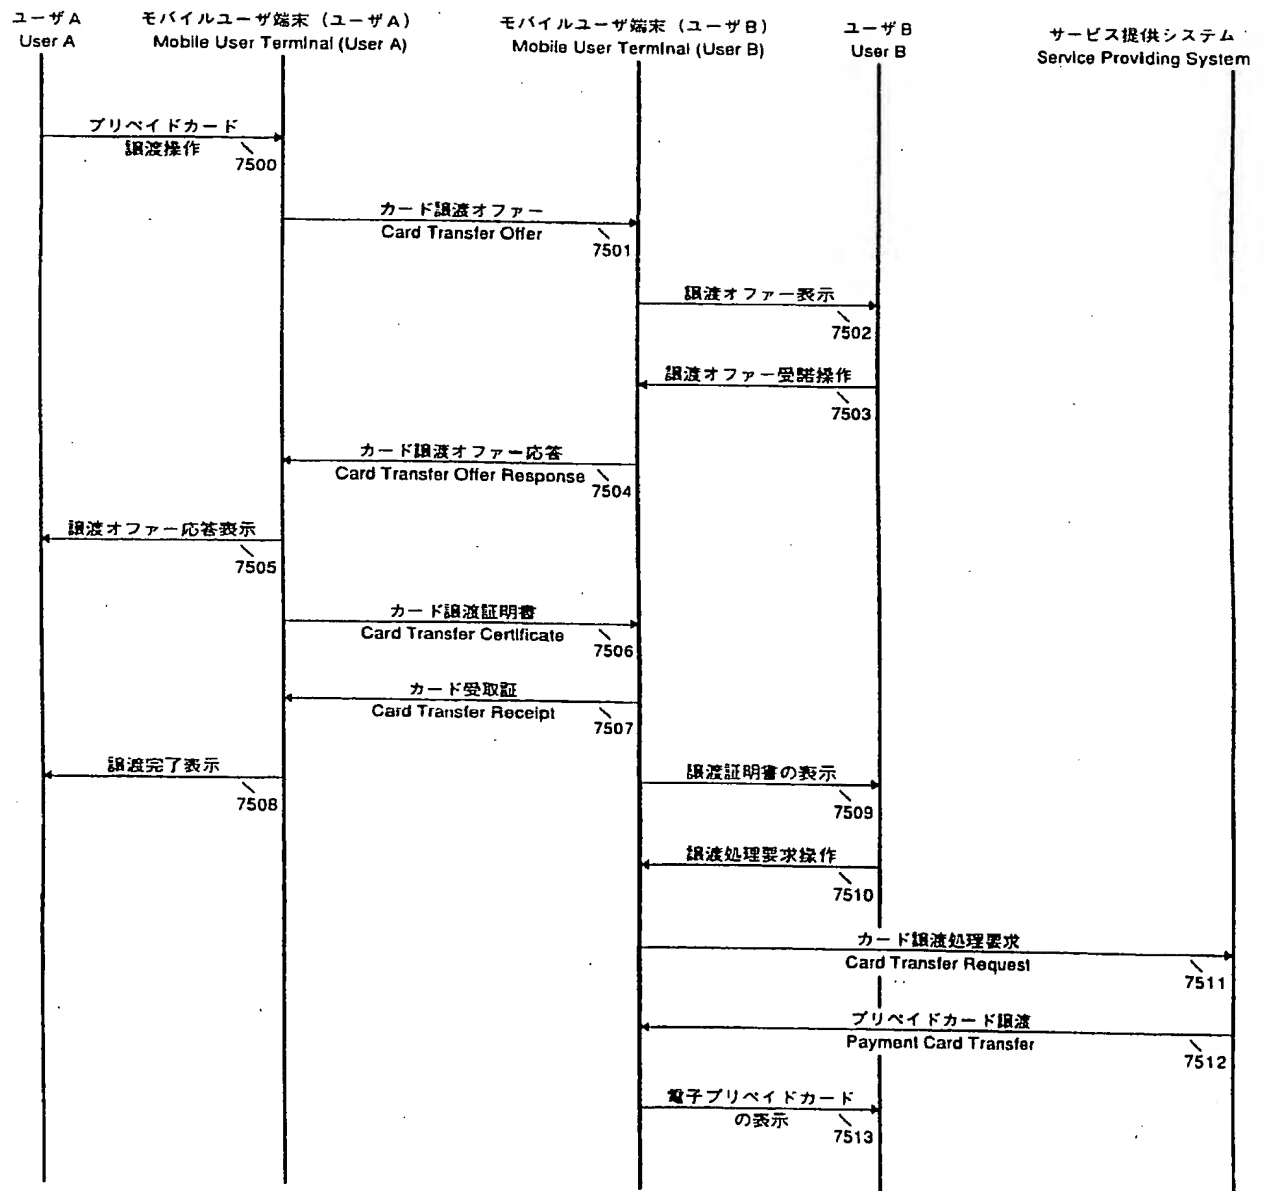 ユーザA
User A
モバイルユーザ端末（ユーザA）
Mobile User Terminal (User A)
モバイルユーザ端末（ユーザB）
Mobile User Terminal (User B)
ユーザB
User B
サービス提供システム
Service Providing System
プリペイドカード
譲渡操作
7500
カード譲渡オファー
Card Transfer Offer
7501
譲渡オファー表示
7502
譲渡オファー受諾操作
7503
カード譲渡オファー応答
Card Transfer Offer Response
7504
譲渡オファー応答表示
7505
カード譲渡証明書
Card Transfer Certificate
7506
カード受取証
Card Transfer Receipt
7507
譲渡完了表示
7508
譲渡証明書の表示
7509
譲渡処理要求操作
7510
カード譲渡処理要求
Card Transfer Request
7511
プリペイドカード譲渡
Payment Card Transfer
7512
電子プリペイドカード
の表示
7513